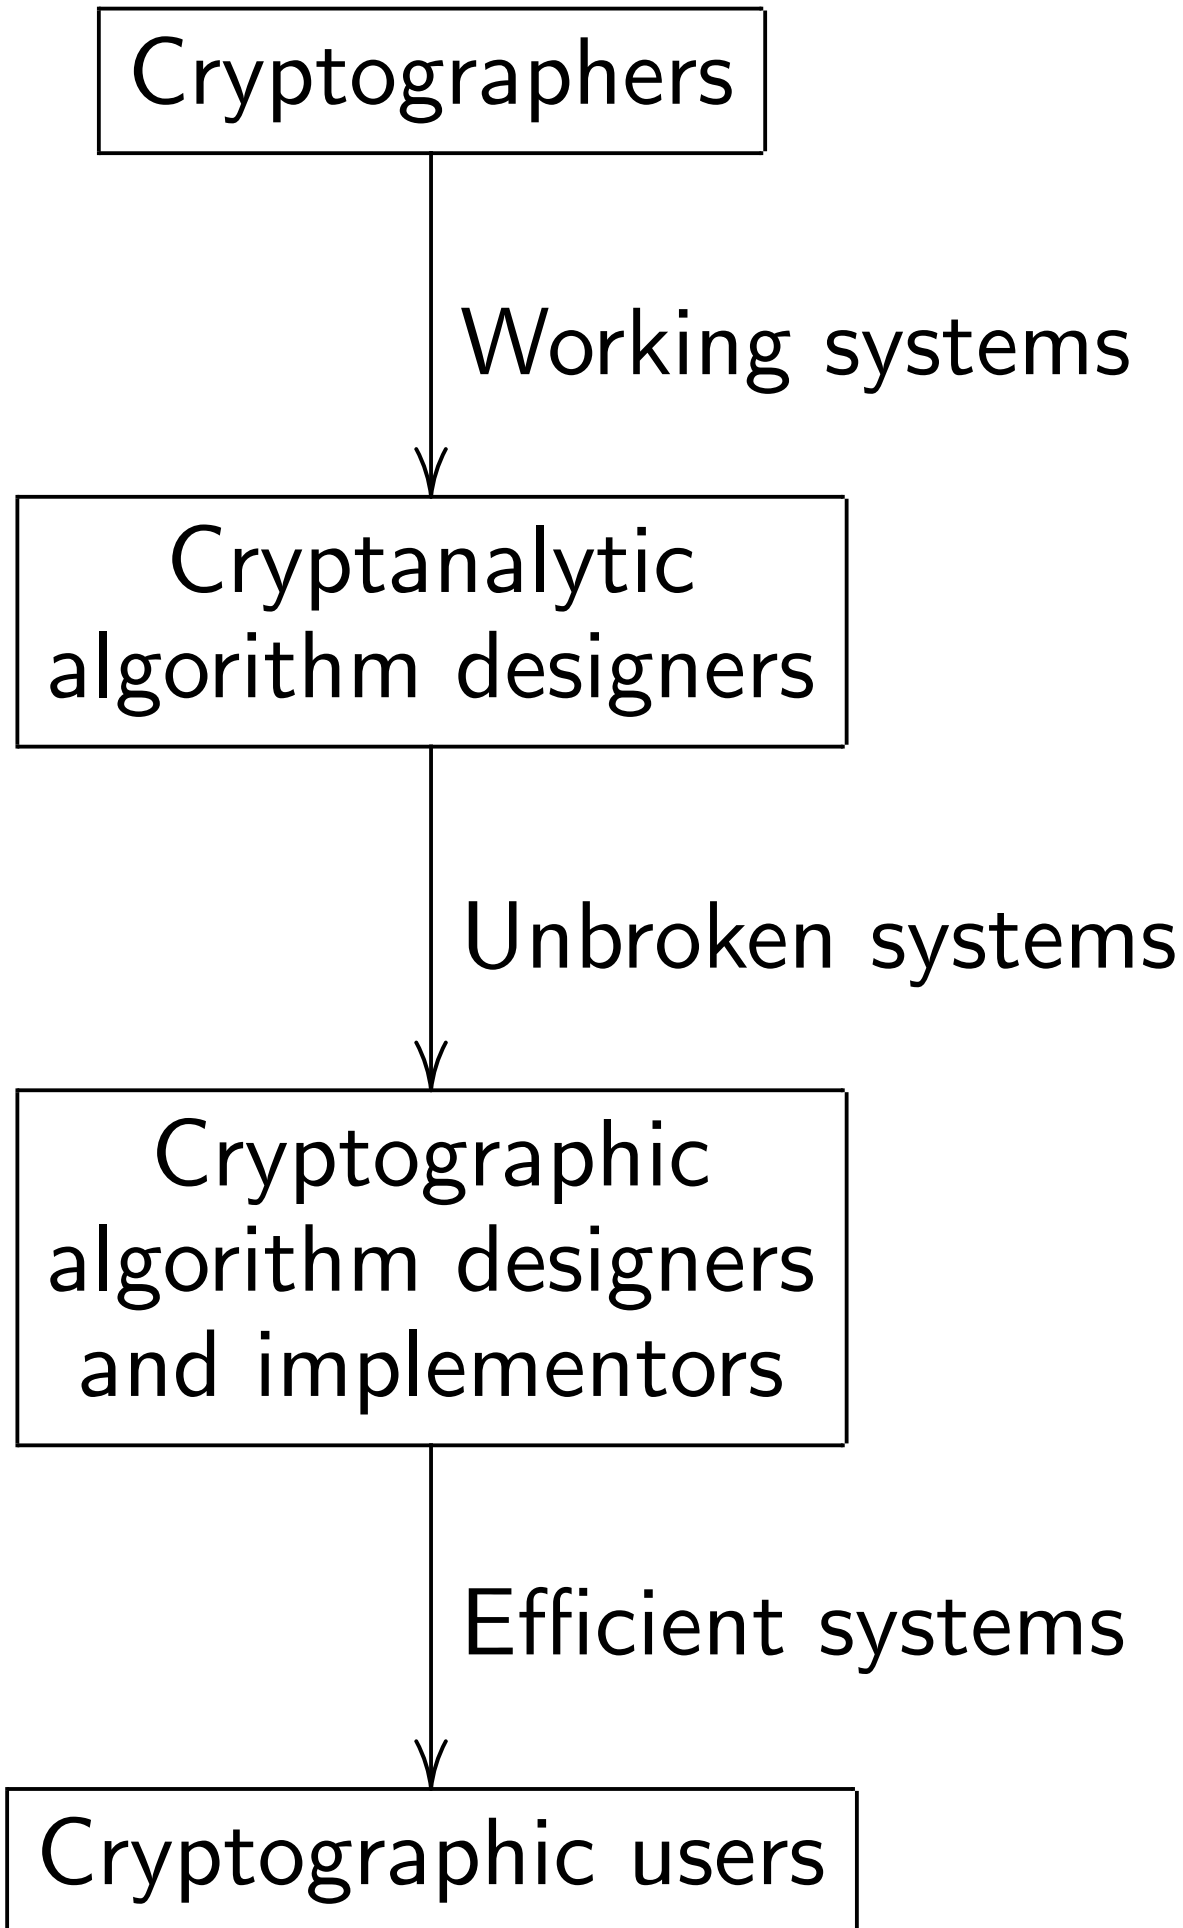 Cryptographers
Working systems
Cryptanalytic
algorithm designers
Unbroken systems
Cryptographic
algorithm designers
and implementors
Efficient systems
Cryptographic users